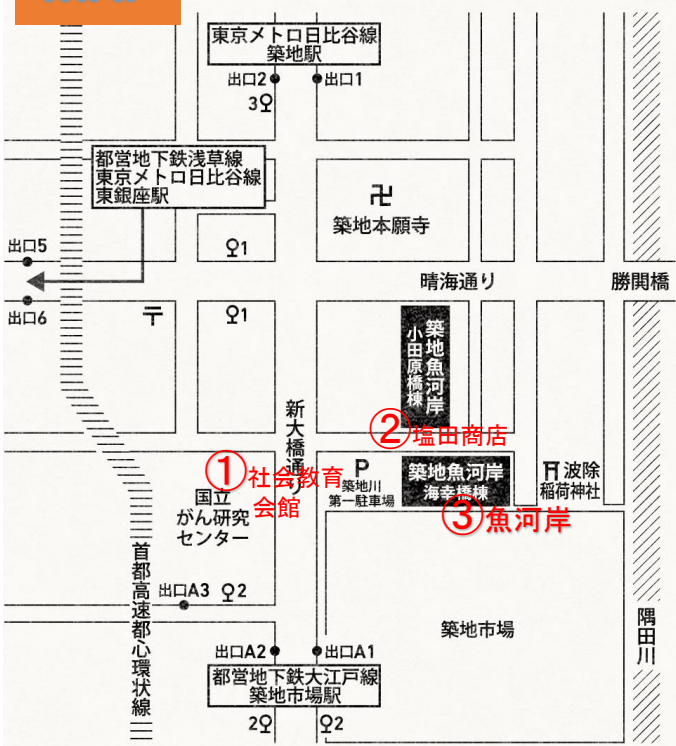 東京メトロ日比谷線
築地駅
出口2
出口1
3
都営地下鉄浅草線
東京メトロ日比谷線
東銀座駅
卍
築地本願寺
出口5
1
晴海通り
勝鬨橋
出口6
〒
1
築地魚河岸
小田原橋棟
新大橋通り
②塩田商店
①社会教育
会館
国立
がん研究
センター
P
築地川
第一駐車場
築地魚河岸
海幸橋棟
③魚河岸
波除
稲荷神社
首都高速都心環状線
出口A3
2
築地市場
隅田川
出口A2
出口A1
都営地下鉄大江戸線
築地市場駅
2
2